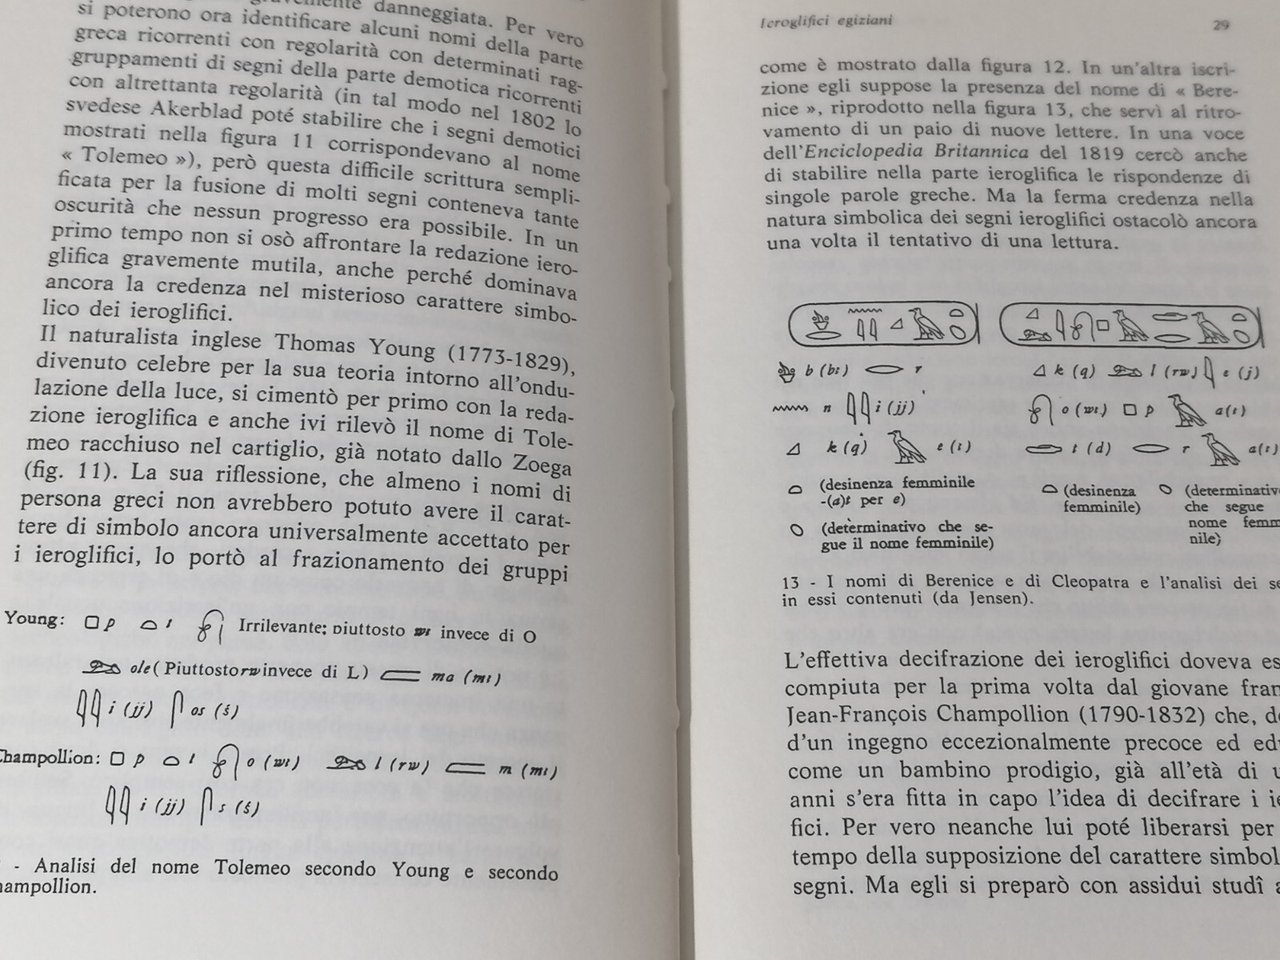 danneggiata. Per vero
si poterono ora identificare alcuni nomi della parte
greca ricorrenti con regolarità con determinati rag-
gruppamenti di segni della parte demotica ricorrenti
con altrettanta regolarità (in tal modo nel 1802 lo
svedese Akerblad poté stabilire che i segni demotici
mostrati nella figura 11 corrispondevano al nome
« Tolemeo »), però questa difficile scrittura sempli-
ficata per la fusione di molti segni conteneva tante
oscurità che nessun progresso era possibile. In un
primo tempo non si osò affrontare la redazione iero-
glifica gravemente mutila, anche perché dominava
ancora la credenza nel misterioso carattere simbo-
lico dei ieroglifici.
Il naturalista inglese Thomas Young (1773-1829),
divenuto celebre per la sua teoria intorno all'ondu-
lazione della luce, si cimentò per primo con la reda-
zione ieroglifica e anche ivi rilevò il nome di Tole-
meo racchiuso nel cartiglio, già notato dallo Zoega
(fig. 11). La sua riflessione, che almeno i nomi di
persona greci non avrebbero potuto avere il carat-
tere di simbolo ancora universalmente accettato per
i ieroglifici, lo portò al frazionamento dei gruppi
Young: p t Irrilevante; piuttosto wꜣ invece di O
ole (Piuttosto rw invece di L) ma (mı)
i (jj) os (ś)
Champollion: p t o (wı) l (rw) m (mı)
i (jj) s (ś)
- Analisi del nome Tolemeo secondo Young e secondo
hampollion.
Ieroglifici egiziani 29
come è mostrato dalla figura 12. In un'altra iscri-
zione egli suppose la presenza del nome di « Bere-
nice », riprodotto nella figura 13, che servì al ritro-
vamento di un paio di nuove lettere. In una voce
dell'Enciclopedia Britannica del 1819 cercò anche
di stabilire nella parte ieroglifica le rispondenze di
singole parole greche. Ma la ferma credenza nella
natura simbolica dei segni ieroglifici ostacolò ancora
una volta il tentativo di una lettura.
b (bı) r
n i (jj)
k (q) e (ı)
(desinenza femminile
-(a)t per e)
(determinativo che se-
gue il nome femminile)
k (q) l (rw) e (j)
o (wı) p a(ı)
t (d) r a(ı)
(desinenza
femminile)
(determinativo
che segue
nome femm
nile)
13 - I nomi di Berenice e di Cleopatra e l'analisi dei se
in essi contenuti (da Jensen).
L'effettiva decifrazione dei ieroglifici doveva es
compiuta per la prima volta dal giovane fran
Jean-François Champollion (1790-1832) che, do
d'un ingegno eccezionalmente precoce ed edu
come un bambino prodigio, già all'età di u
anni s'era fitta in capo l'idea di decifrare i ie
fici. Per vero neanche lui poté liberarsi per
tempo della supposizione del carattere simbol
segni. Ma egli si preparò con assidui studî a